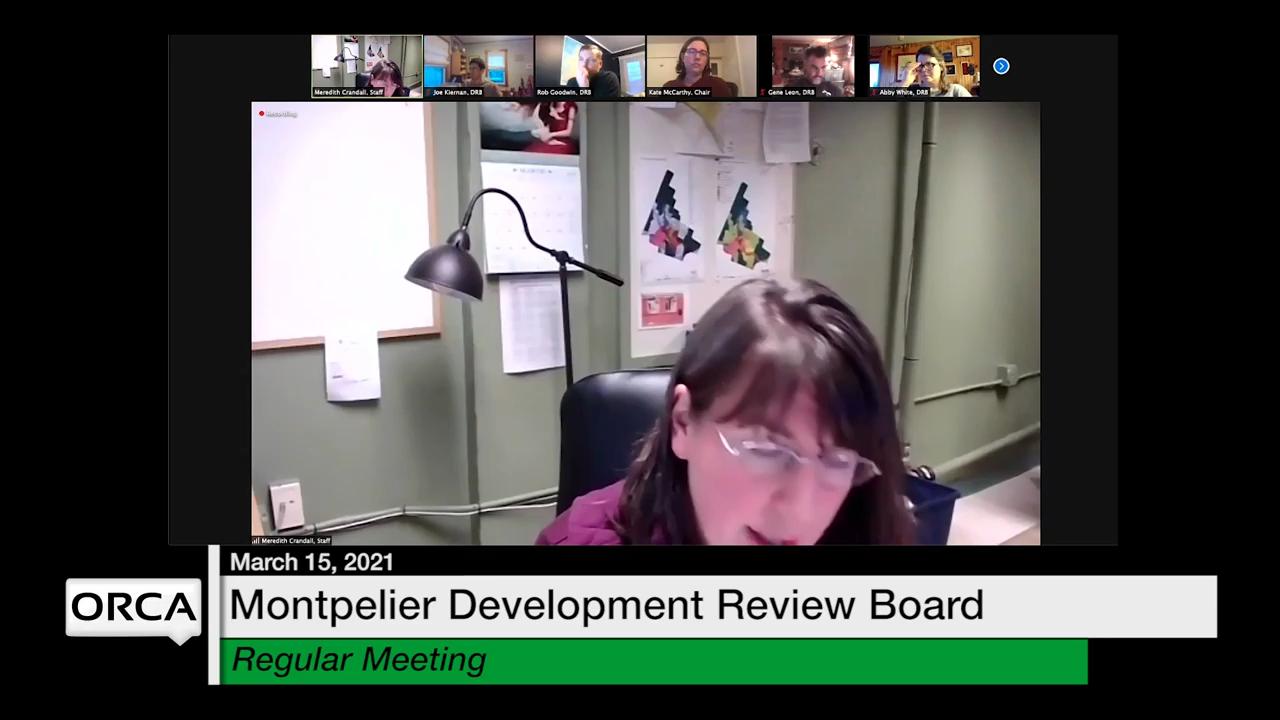 Meredith Crandall, Staff
Joe Kiernan, DRB
Rob Goodwin, DRB
Kate McCarthy, Chair
Gene Leon, DRB
Abby White, DRB
Recording
Meredith Crandall, Staff
March 15, 2021
ORCA
Montpelier Development Review Board
Regular Meeting